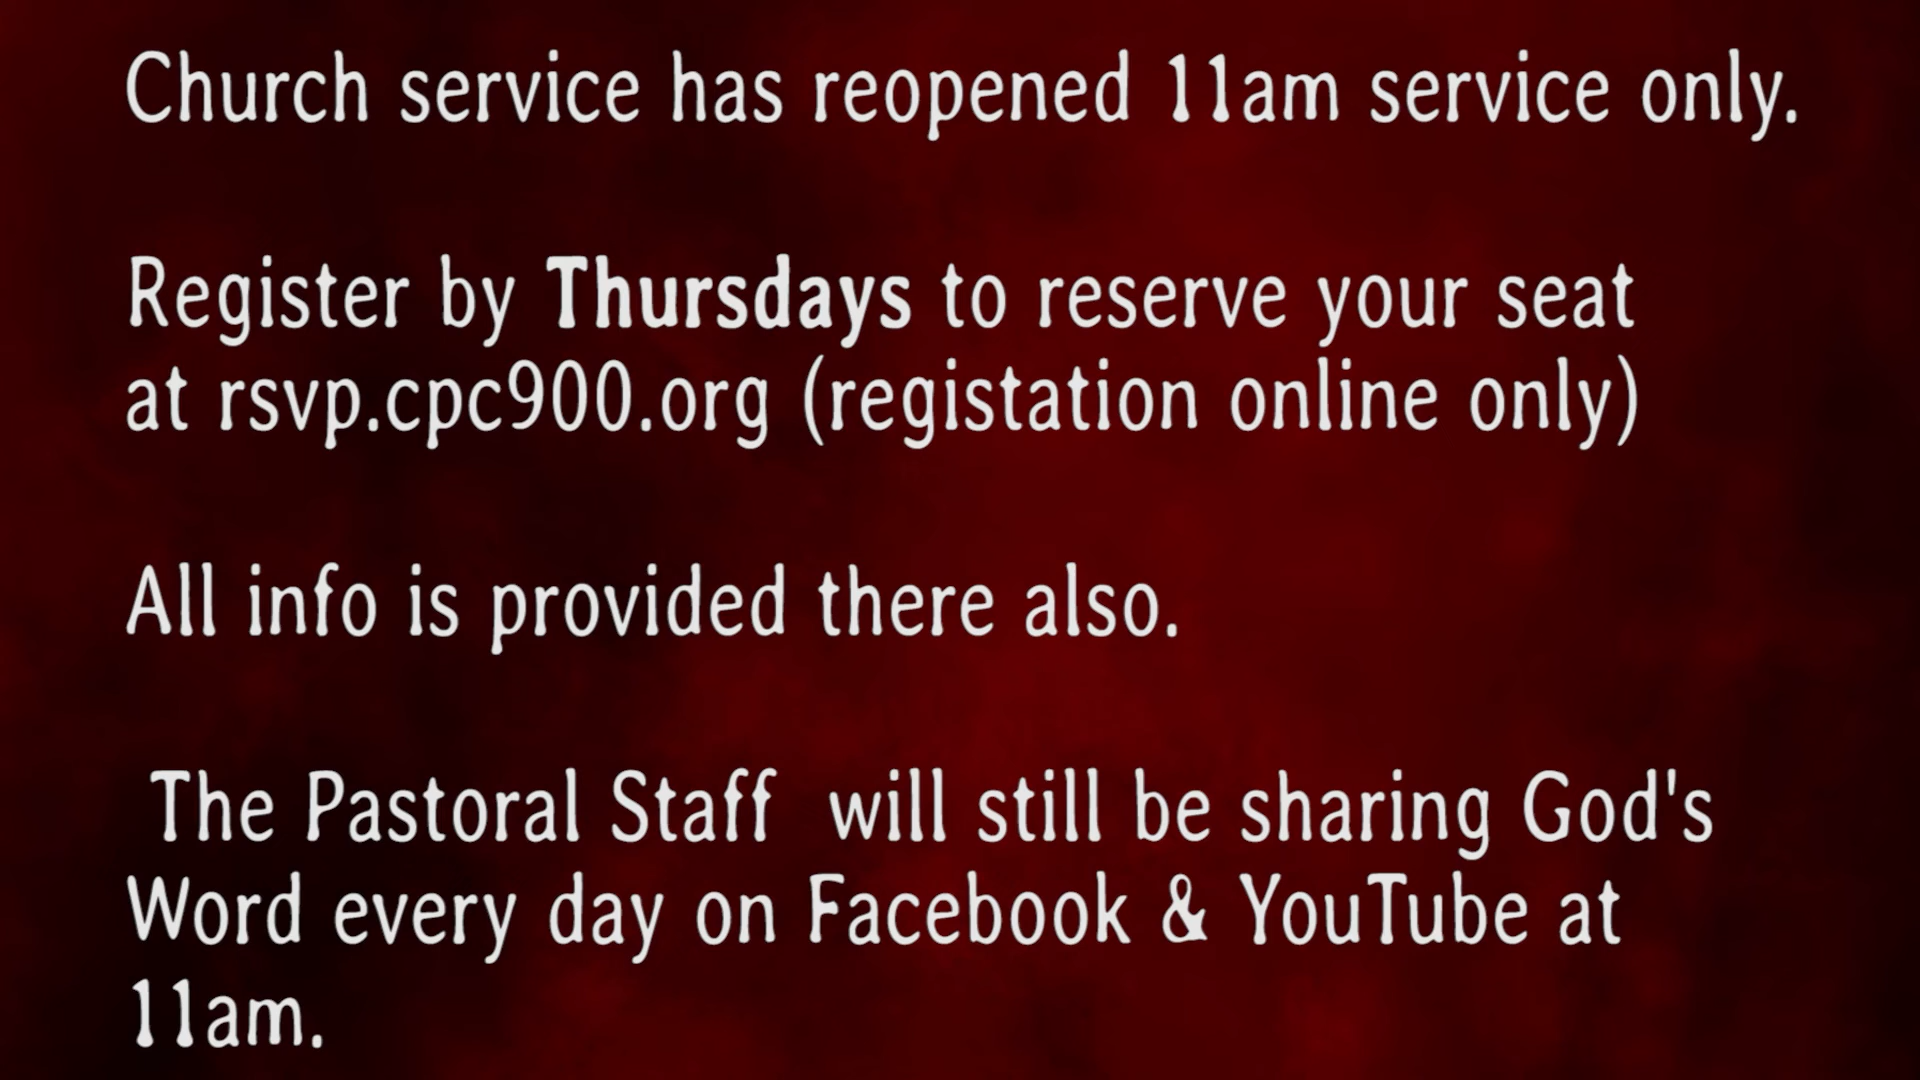 Church service has reopened 11am service only.
Register by Thursdays to reserve your seat
at rsvp.cpc900.org (registation online only)
All info is provided there also.
The Pastoral Staff  will still be sharing God's
Word every day on Facebook & YouTube at
11am.